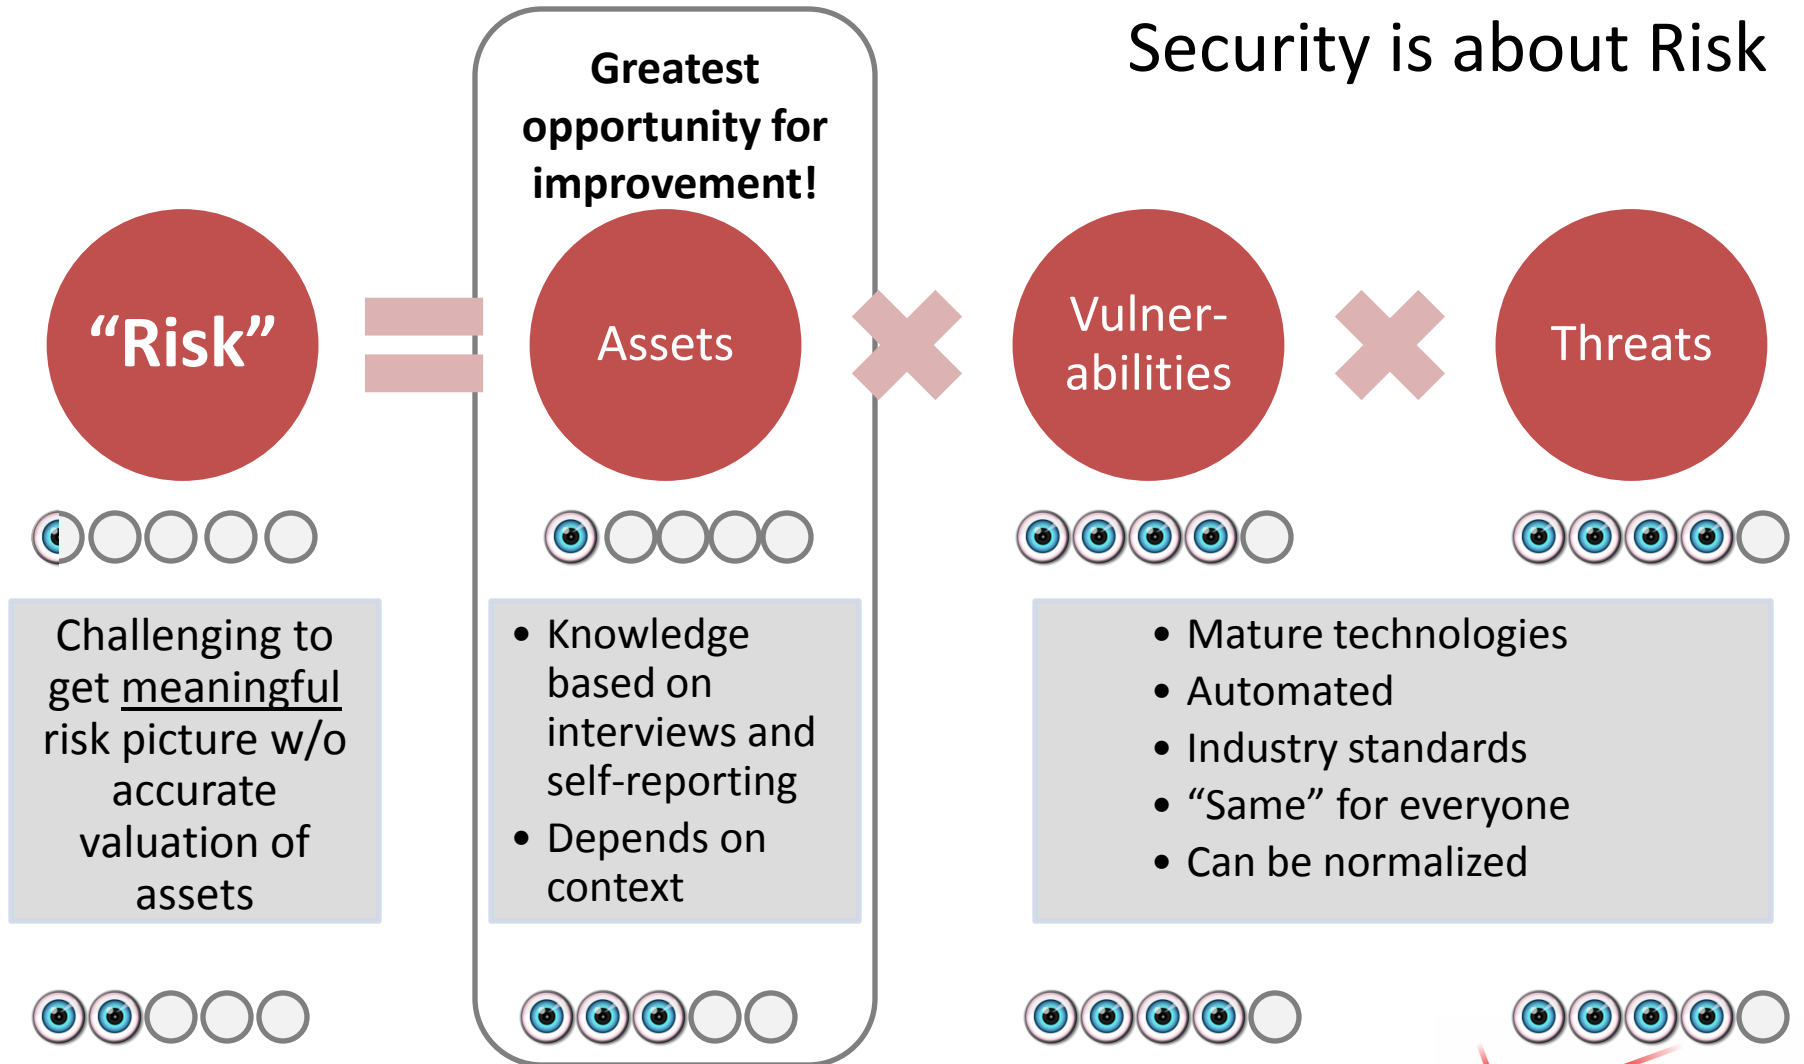 Security is about Risk
Greatest
opportunity for
improvement!
“Risk”
Assets
Vulner-
abilities
Threats
Challenging to
get meaningful
risk picture w/o
accurate
valuation of
assets
• Knowledge
based on
interviews and
self-reporting
• Depends on
context
• Mature technologies
• Automated
• Industry standards
• “Same” for everyone
• Can be normalized